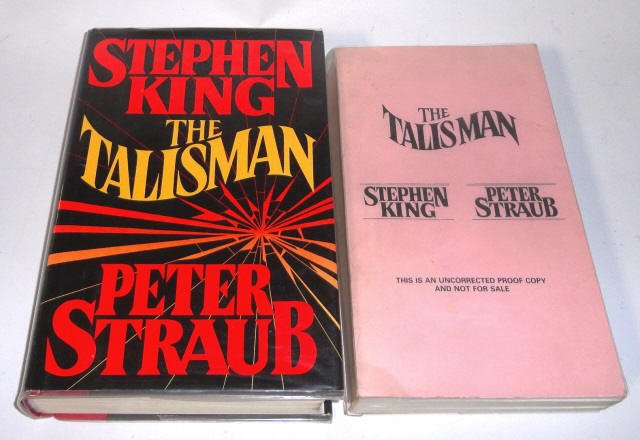 STEPHEN
KING
THE
TALISMAN
PETER
STRAUB
THE
TALISMAN
STEPHEN
KING
PETER
STRAUB
THIS IS AN UNCORRECTED PROOF COPY
AND NOT FOR SALE